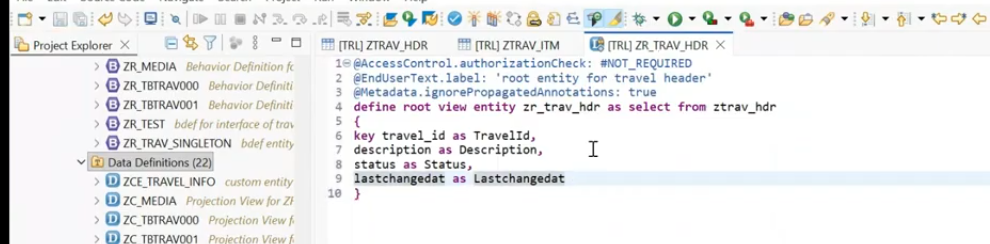 Project Explorer
ZR_MEDIA Behavior Definition fo
ZR_TBTRAV000 Behavior Definiti
ZR_TBTRAV001 Behavior Definiti
ZR_TEST bdef for interface of trav
ZR_TRAV_SINGLETON bdef entity
Data Definitions (22)
ZCE_TRAVEL_INFO custom entity
ZC_MEDIA Projection View for ZF
ZC_TBTRAV000 Projection View f
ZC_TBTRAV001 Projection View f
[TRL] ZTRAV_HDR
[TRL] ZTRAV_ITM
[TRL] ZR_TRAV_HDR
1 @AccessControl.authorizationCheck: #NOT_REQUIRED
2 @EndUserText.label: 'root entity for travel header'
3 @Metadata.ignorePropagatedAnnotations: true
4 define root view entity zr_trav_hdr as select from ztrav_hdr
5 {
6 key travel_id as TravelId,
7 description as Description,
8 status as Status,
9 lastchangedat as Lastchangedat
10 }